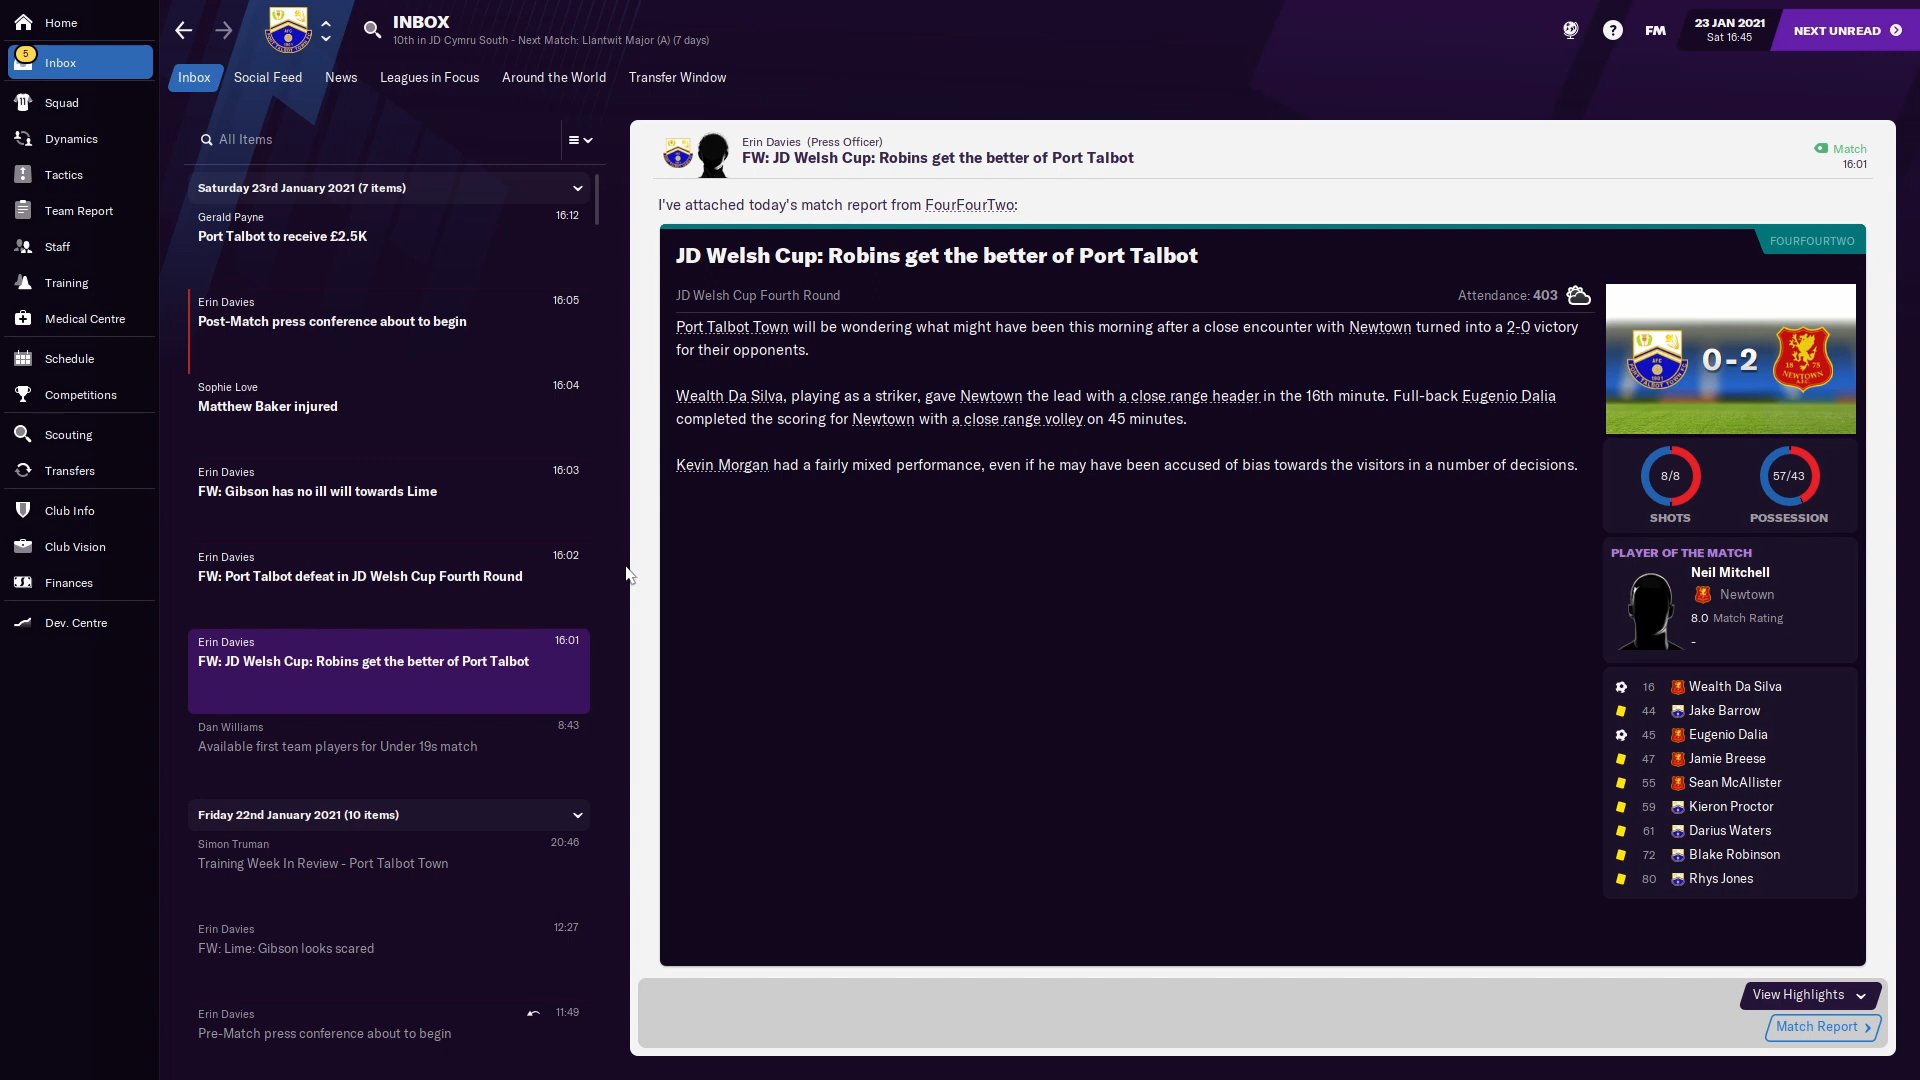 Home
5
Inbox
Squad
Dynamics
Tactics
Team Report
Staff
Training
Medical Centre
Schedule
Competitions
Scouting
Transfers
Club Info
Club Vision
Finances
Dev. Centre
INBOX
10th in JD Cymru South - Next Match: Llantwit Major (A) (7 days)
FM
23 JAN 2021
Sat 16:45
NEXT UNREAD
Inbox
Social Feed
News
Leagues in Focus
Around the World
Transfer Window
All Items
Saturday 23rd January 2021 (7 items)
Gerald Payne 16:12
Port Talbot to receive £2.5K
Erin Davies 16:05
Post-Match press conference about to begin
Sophie Love 16:04
Matthew Baker injured
Erin Davies 16:03
FW: Gibson has no ill will towards Lime
Erin Davies 16:02
FW: Port Talbot defeat in JD Welsh Cup Fourth Round
Erin Davies 16:01
FW: JD Welsh Cup: Robins get the better of Port Talbot
Dan Williams 8:43
Available first team players for Under 19s match
Friday 22nd January 2021 (10 items)
Simon Truman 20:46
Training Week In Review - Port Talbot Town
Erin Davies 12:27
FW: Lime: Gibson looks scared
Erin Davies 11:49
Pre-Match press conference about to begin
Erin Davies (Press Officer)
FW: JD Welsh Cup: Robins get the better of Port Talbot
Match
16:01
I've attached today's match report from FourFourTwo:
FOURFOURTWO
JD Welsh Cup: Robins get the better of Port Talbot
JD Welsh Cup Fourth Round
Attendance: 403
Port Talbot Town will be wondering what might have been this morning after a close encounter with Newtown turned into a 2-0 victory
for their opponents.
Wealth Da Silva, playing as a striker, gave Newtown the lead with a close range header in the 16th minute. Full-back Eugenio Dalia
completed the scoring for Newtown with a close range volley on 45 minutes.
Kevin Morgan had a fairly mixed performance, even if he may have been accused of bias towards the visitors in a number of decisions.
0-2
8/8
SHOTS
57/43
POSSESSION
PLAYER OF THE MATCH
Neil Mitchell
Newtown
8.0 Match Rating
-
16 Wealth Da Silva
44 Jake Barrow
45 Eugenio Dalia
47 Jamie Breese
55 Sean McAllister
59 Kieron Proctor
61 Darius Waters
72 Blake Robinson
80 Rhys Jones
View Highlights
Match Report